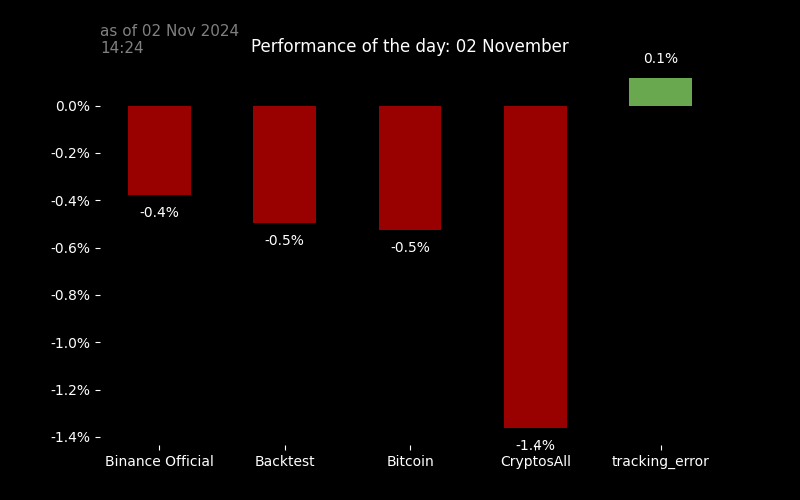 as of 02 Nov 2024
14:24
Performance of the day: 02 November
0.1%
0.0%
-0.2%
-0.4%
-0.6%
-0.8%
-1.0%
-1.2%
-1.4%
-0.4%
-0.5%
-0.5%
-1.4%
Binance Official
Backtest
Bitcoin
CryptosAll
tracking_error